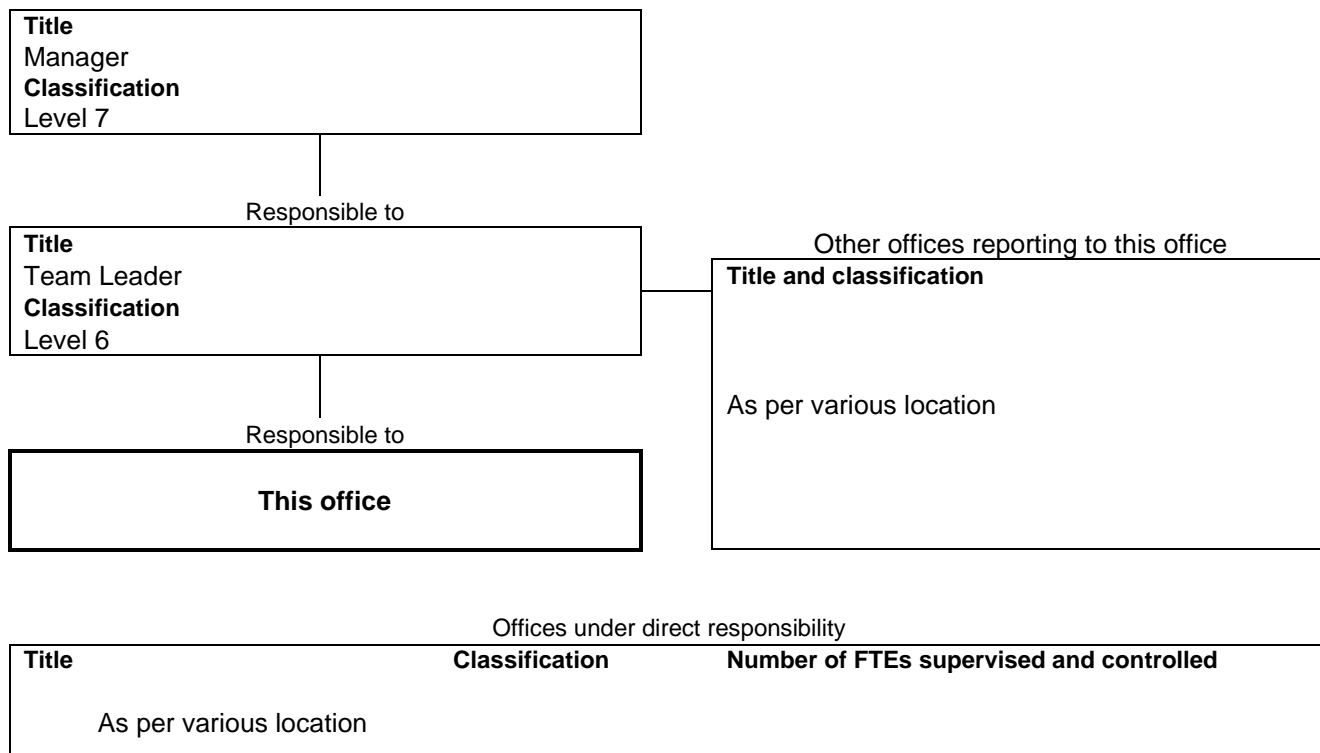 Title
Manager
Classification
Level 7
Responsible to
Title
Team Leader
Classification
Level 6
Other offices reporting to this office
Title and classification
As per various location
Responsible to
This office
Offices under direct responsibility
Title Classification Number of FTEs supervised and controlled
As per various location